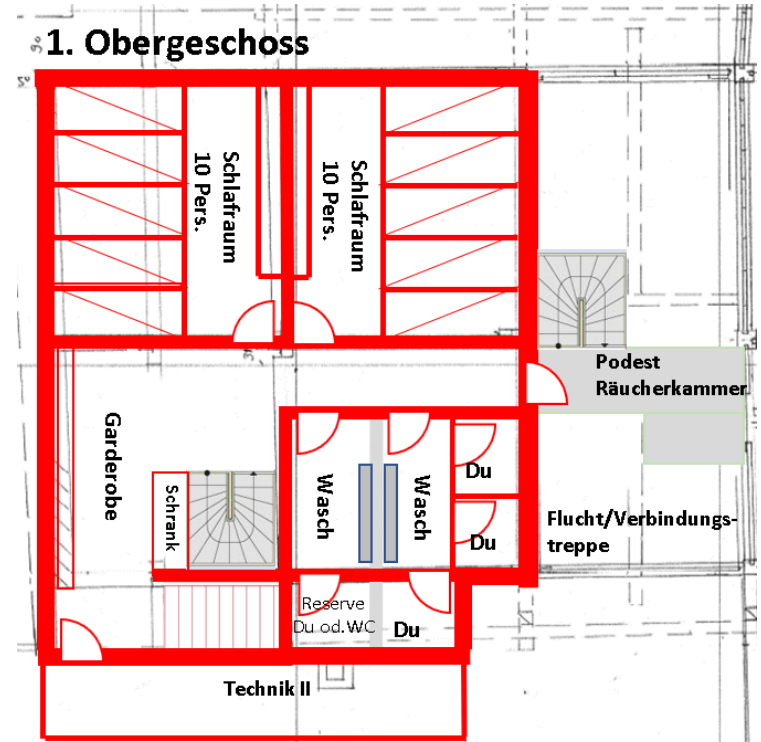 1. Obergeschoss
Schlafraum
10 Pers.
Schlafraum
10 Pers.
Podest
Räucherkammer
Garderobe
Schrank
Wasch
Wasch
Du
Du
Flucht/Verbindungs-
treppe
Reserve
Du od. WC
Du
Technik II